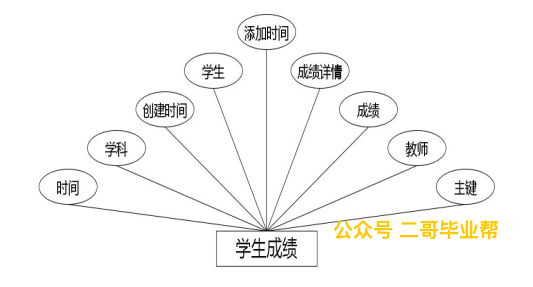 添加时间
学生
成绩详情
创建时间
成绩
学科
教师
时间
主键
公众号 二哥毕业帮
学生成绩